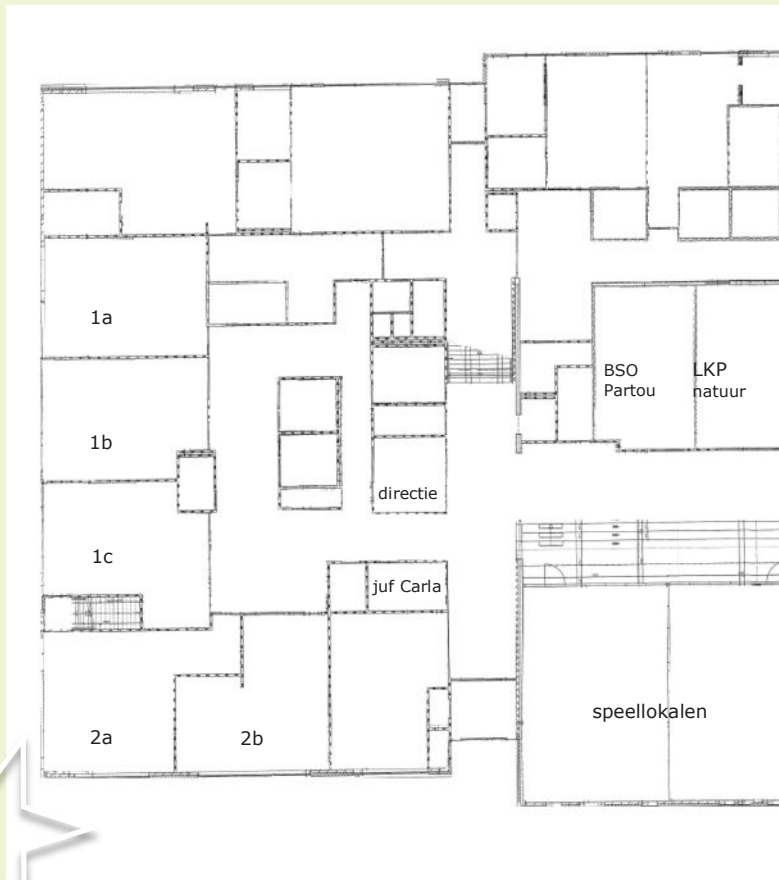 1a
BSO
Partou
LKP
natuur
1b
directie
1c
juf Carla
2a
2b
speellokalen